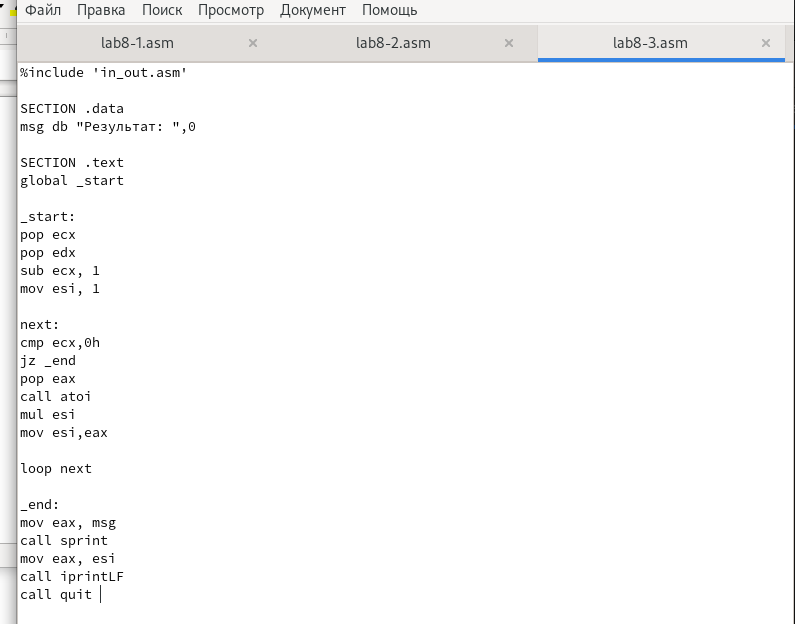 Файл Правка Поиск Просмотр Документ Помощь
lab8-1.asm × lab8-2.asm × lab8-3.asm ×
%include 'in_out.asm'
SECTION .data
msg db "Результат: ",0
SECTION .text
global _start
_start:
pop ecx
pop edx
sub ecx, 1
mov esi, 1
next:
cmp ecx,0h
jz _end
pop eax
call atoi
mul esi
mov esi,eax
loop next
_end:
mov eax, msg
call sprint
mov eax, esi
call iprintLF
call quit